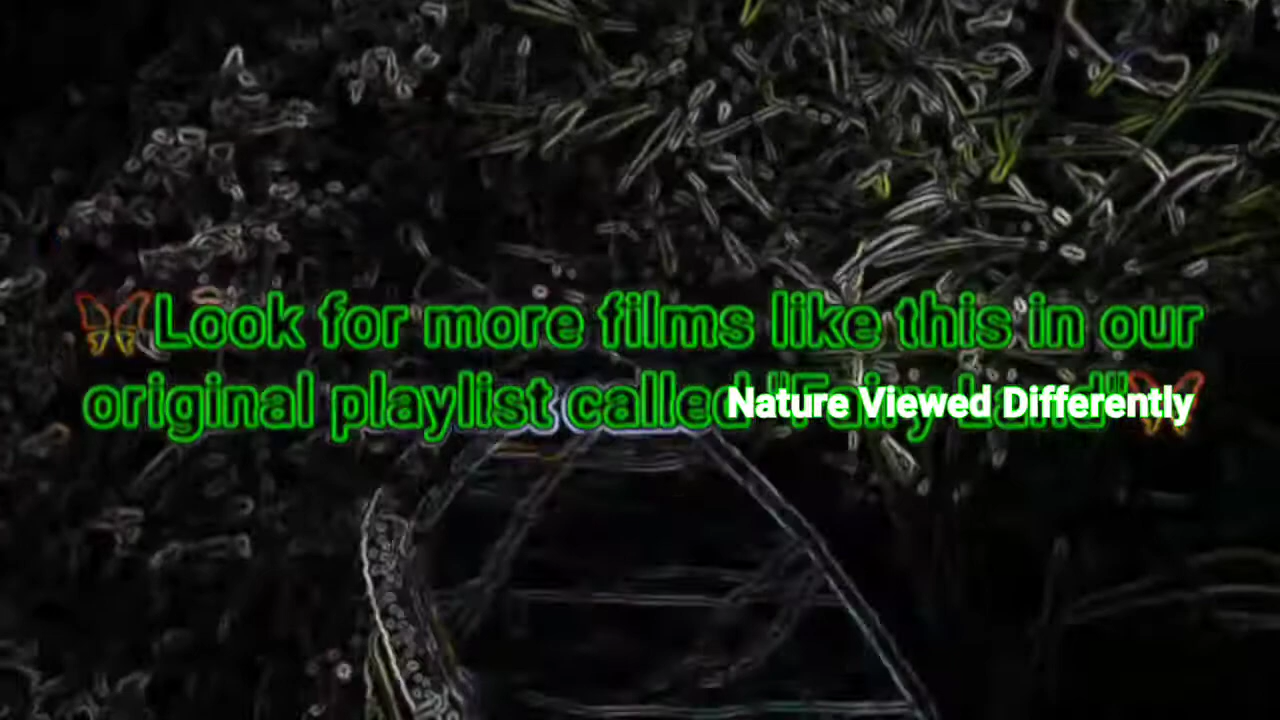 🦋Look for more films like this in our
original playlist called "Fairy Land"🦋
Nature Viewed Differently